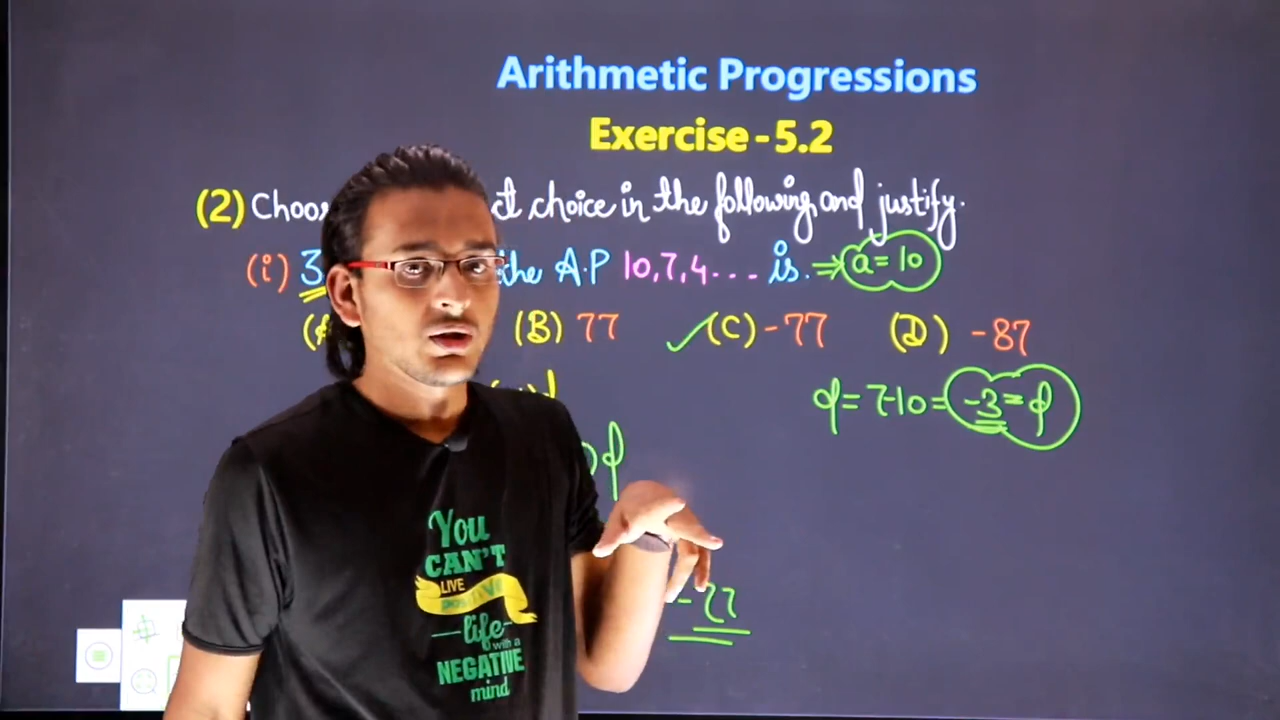 Arithmetic Progressions
Exercise-5.2
(2) Choos ct choice in the following and justify.
(i) 3 the A.P 10,7,4... is. ⇒ a=10
(B) 77 ✓(C) -77 (D) -87
d= 7-10= -3=d
d
-77
You
CAN'T
LIVE
POSITIVE
life
with a
NEGATIVE
mind